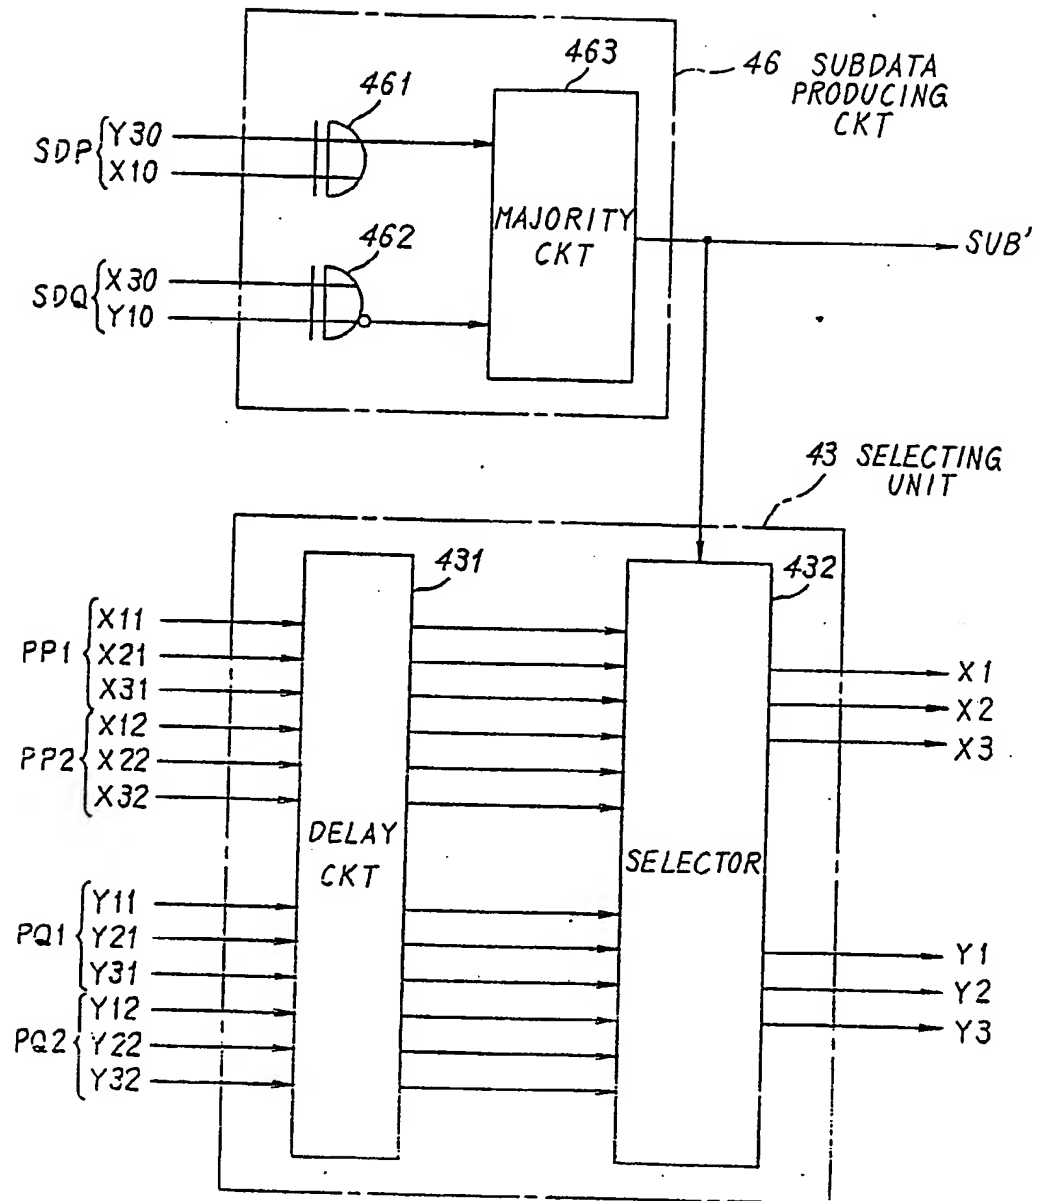 461
463
46 SUBDATA
PRODUCING
CKT
SDP
Y30
X10
MAJORITY
CKT
SUB'
462
SDQ
X30
Y10
43 SELECTING
UNIT
431
432
PP1
X11
X21
X31
PP2
X12
X22
X32
X1
X2
X3
DELAY
CKT
SELECTOR
PQ1
Y11
Y21
Y31
PQ2
Y12
Y22
Y32
Y1
Y2
Y3